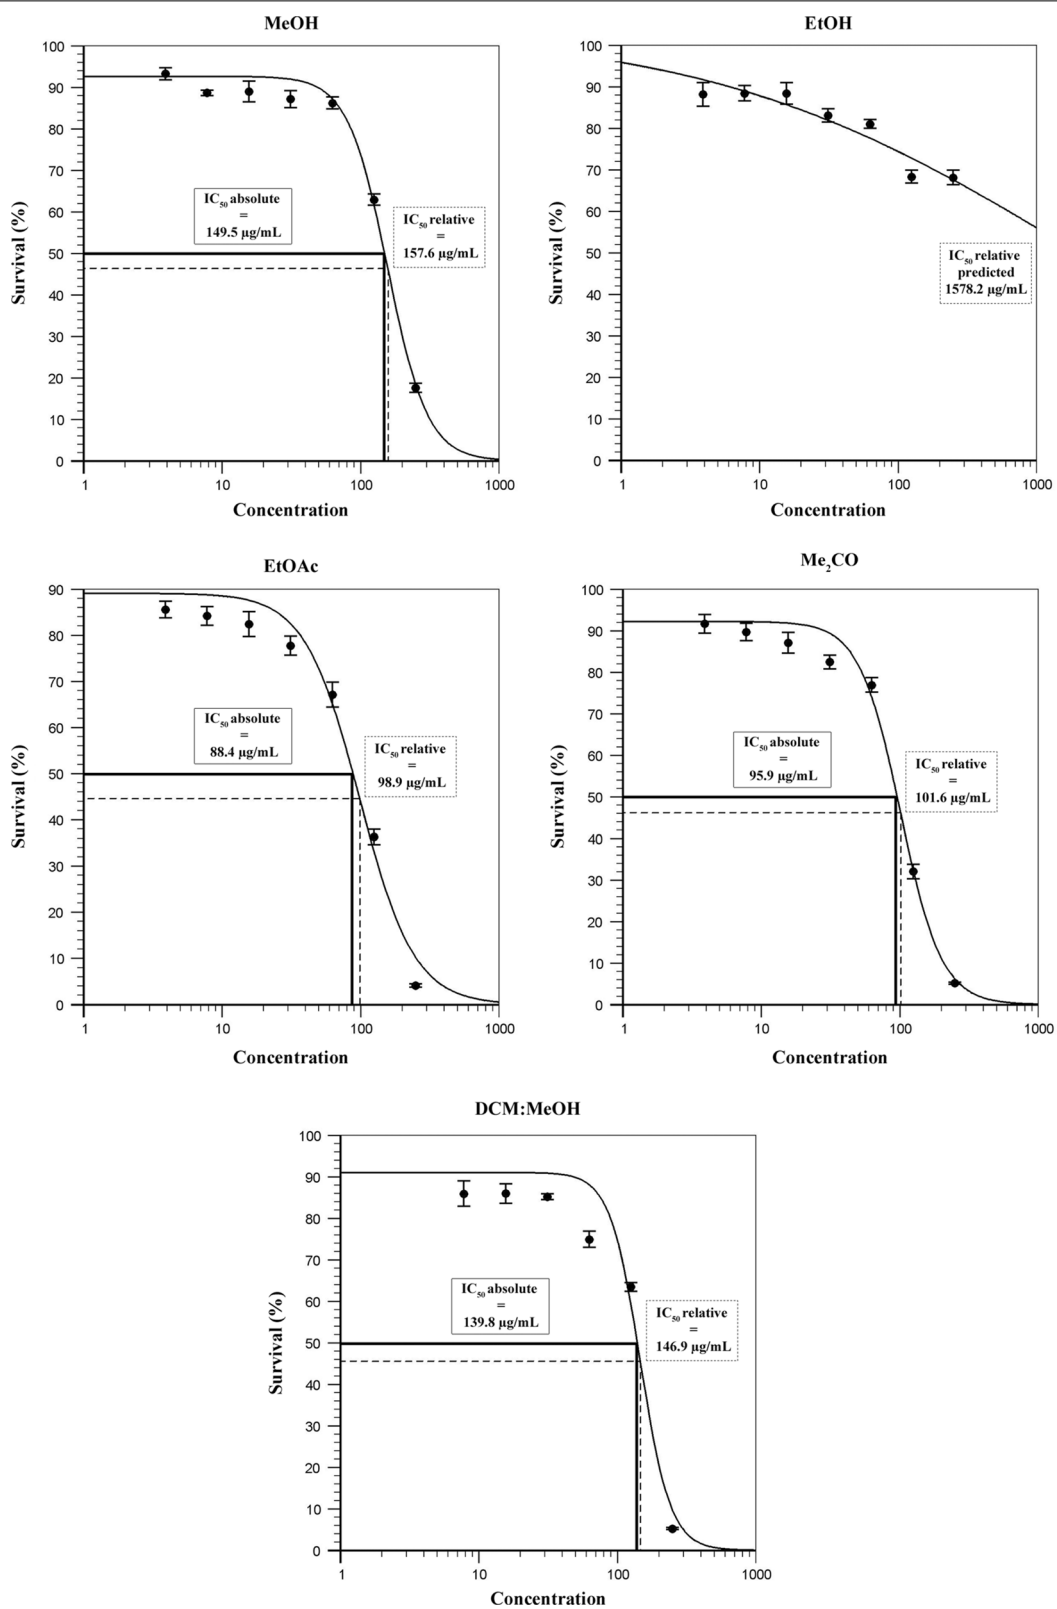 MeOH
100
90
80
70
60
50
40
30
20
10
0
Survival (%)
IC50 absolute
=
149.5 µg/mL
IC50 relative
=
157.6 µg/mL
1
10
100
1000
Concentration
EtOH
100
90
80
70
60
50
40
30
20
10
0
Survival (%)
IC50 relative
predicted
1578.2 µg/mL
1
10
100
1000
Concentration
EtOAc
90
80
70
60
50
40
30
20
10
0
Survival (%)
IC50 absolute
=
88.4 µg/mL
IC50 relative
=
98.9 µg/mL
1
10
100
1000
Concentration
Me2CO
100
90
80
70
60
50
40
30
20
10
0
Survival (%)
IC50 absolute
=
95.9 µg/mL
IC50 relative
=
101.6 µg/mL
1
10
100
1000
Concentration
DCM:MeOH
100
90
80
70
60
50
40
30
20
10
0
Survival (%)
IC50 absolute
=
139.8 µg/mL
IC50 relative
=
146.9 µg/mL
1
10
100
1000
Concentration